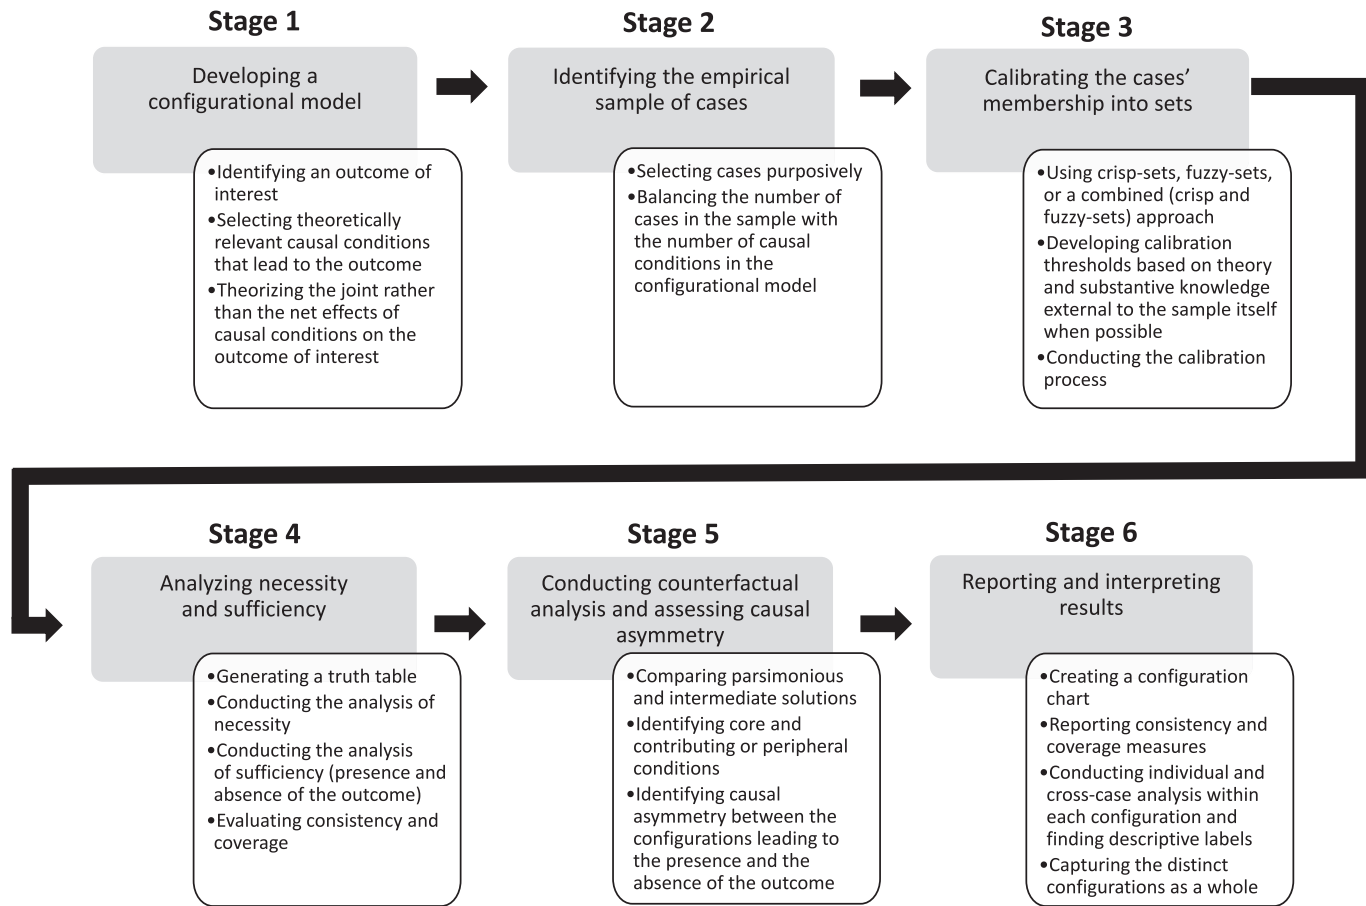 Stage 1
Developing a
configurational model
•Identifying an outcome of
interest
•Selecting theoretically
relevant causal conditions
that lead to the outcome
•Theorizing the joint rather
than the net effects of
causal conditions on the
outcome of interest
Stage 2
Identifying the empirical
sample of cases
•Selecting cases purposively
•Balancing the number of
cases in the sample with
the number of causal
conditions in the
configurational model
Stage 3
Calibrating the cases’
membership into sets
•Using crisp-sets, fuzzy-sets,
or a combined (crisp and
fuzzy-sets) approach
•Developing calibration
thresholds based on theory
and substantive knowledge
external to the sample itself
when possible
•Conducting the calibration
process
Stage 4
Analyzing necessity
and sufficiency
•Generating a truth table
•Conducting the analysis of
necessity
•Conducting the analysis
of sufficiency (presence and
absence of the outcome)
•Evaluating consistency and
coverage
Stage 5
Conducting counterfactual
analysis and assessing causal
asymmetry
•Comparing parsimonious
and intermediate solutions
•Identifying core and
contributing or peripheral
conditions
•Identifying causal
asymmetry between the
configurations leading to
the presence and the
absence of the outcome
Stage 6
Reporting and interpreting
results
•Creating a configuration
chart
•Reporting consistency and
coverage measures
•Conducting individual and
cross-case analysis within
each configuration and
finding descriptive labels
•Capturing the distinct
configurations as a whole